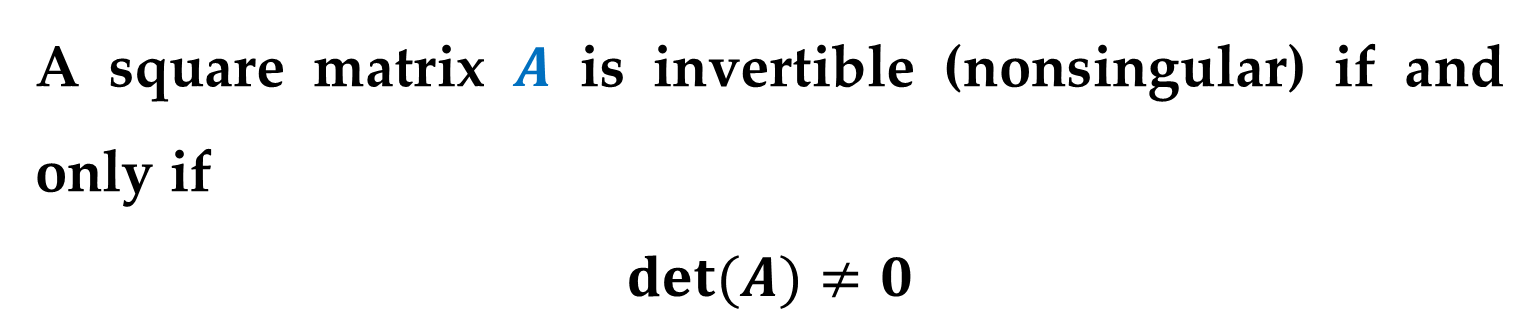 A square matrix A is invertible (nonsingular) if and
only if
det(A) ≠ 0